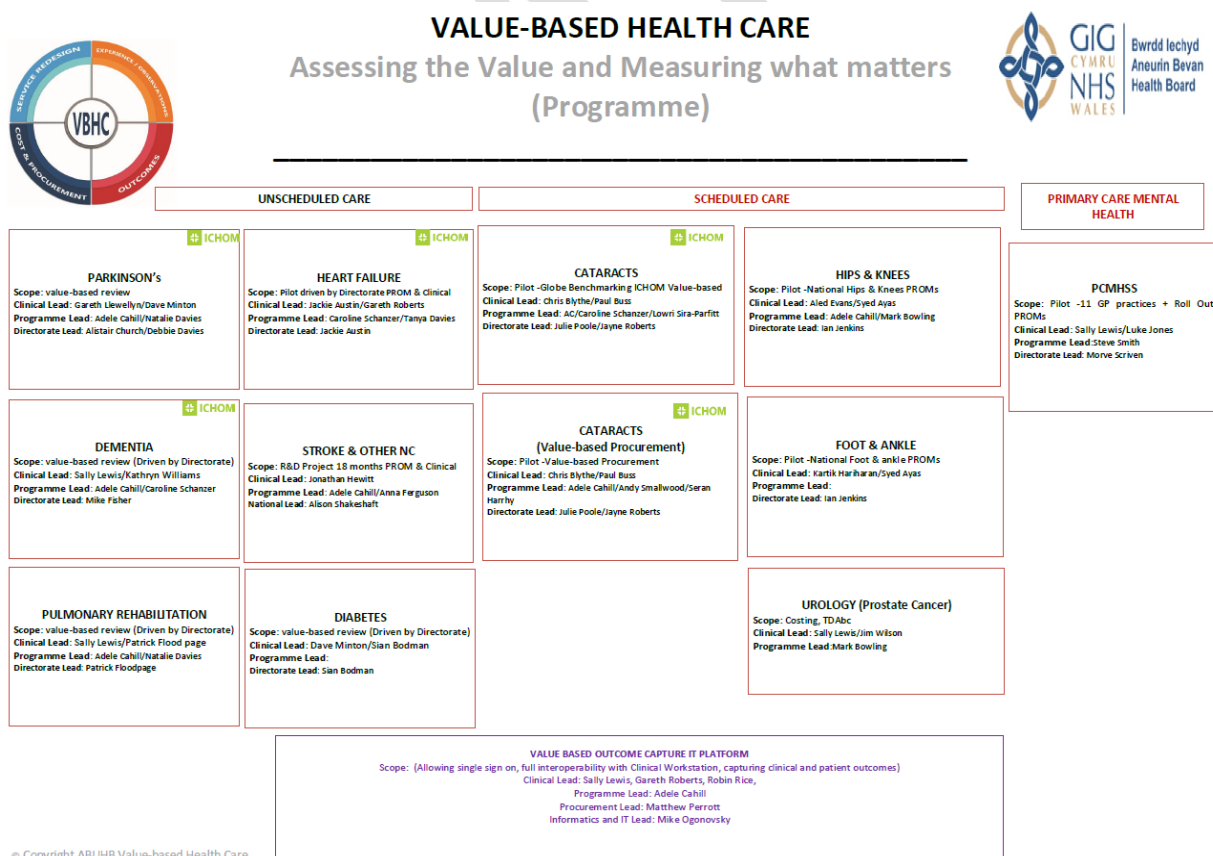 VALUE-BASED HEALTH CARE
Assessing the Value and Measuring what matters
(Programme)
SERVICE REDESIGN
EXPERIENCE / OBSERVATIONS
VBHC
COST & PROCUREMENT
OUTCOMES
GIG
CYMRU
NHS
WALES
Bwrdd Iechyd
Aneurin Bevan
Health Board
UNSCHEDULED CARE
SCHEDULED CARE
PRIMARY CARE MENTAL
HEALTH
ICHOM
PARKINSON's
Scope: value-based review
Clinical Lead: Gareth Llewellyn/Dave Minton
Programme Lead: Adele Cahill/Natalie Davies
Directorate Lead: Alistair Church/Debbie Davies
ICHOM
HEART FAILURE
Scope: Pilot driven by Directorate PROM & Clinical
Clinical Lead: Jackie Austin/Gareth Roberts
Programme Lead: Caroline Schanzer/Tanya Davies
Directorate Lead: Jackie Austin
ICHOM
CATARACTS
Scope: Pilot -Globe Benchmarking ICHOM Value-based
Clinical Lead: Chris Blythe/Paul Buss
Programme Lead: AC/Caroline Schanzer/Lowri Sira-Parfitt
Directorate Lead: Julie Poole/Jayne Roberts
HIPS & KNEES
Scope: Pilot -National Hips & Knees PROMs
Clinical Lead: Aled Evans/Syed Ayas
Programme Lead: Adele Cahill/Mark Bowling
Directorate Lead: Ian Jenkins
PCMHSS
Scope: Pilot -11 GP practices + Roll Out
PROMs
Clinical Lead: Sally Lewis/Luke Jones
Programme Lead:Steve Smith
Directorate Lead: Morve Scriven
ICHOM
DEMENTIA
Scope: value-based review (Driven by Directorate)
Clinical Lead: Sally Lewis/Kathryn Williams
Programme Lead: Adele Cahill/Caroline Schanzer
Directorate Lead: Mike Fisher
STROKE & OTHER NC
Scope: R&D Project 18 months PROM & Clinical
Clinical Lead: Jonathan Hewitt
Programme Lead: Adele Cahill/Anna Ferguson
National Lead: Alison Shakeshaft
ICHOM
CATARACTS
(Value-based Procurement)
Scope: Pilot -Value-based Procurement
Clinical Lead: Chris Blythe/Paul Buss
Programme Lead: Adele Cahill/Andy Smallwood/Seran
Harrhy
Directorate Lead: Julie Poole/Jayne Roberts
FOOT & ANKLE
Scope: Pilot -National Foot & ankle PROMs
Clinical Lead: Kartik Hariharan/Syed Ayas
Programme Lead:
Directorate Lead: Ian Jenkins
PULMONARY REHABILITATION
Scope: value-based review (Driven by Directorate)
Clinical Lead: Sally Lewis/Patrick Flood page
Programme Lead: Adele Cahill/Natalie Davies
Directorate Lead: Patrick Floodpage
DIABETES
Scope: value-based review (Driven by Directorate)
Clinical Lead: Dave Minton/Sian Bodman
Programme Lead:
Directorate Lead: Sian Bodman
UROLOGY (Prostate Cancer)
Scope: Costing, TDAbc
Clinical Lead: Sally Lewis/Jim Wilson
Programme Lead:Mark Bowling
VALUE BASED OUTCOME CAPTURE IT PLATFORM
Scope: (Allowing single sign on, full interoperability with Clinical Workstation, capturing clinical and patient outcomes)
Clinical Lead: Sally Lewis, Gareth Roberts, Robin Rice,
Programme Lead: Adele Cahill
Procurement Lead: Matthew Perrott
Informatics and IT Lead: Mike Ogonovsky
© Copyright ABUHB Value-based Health Care